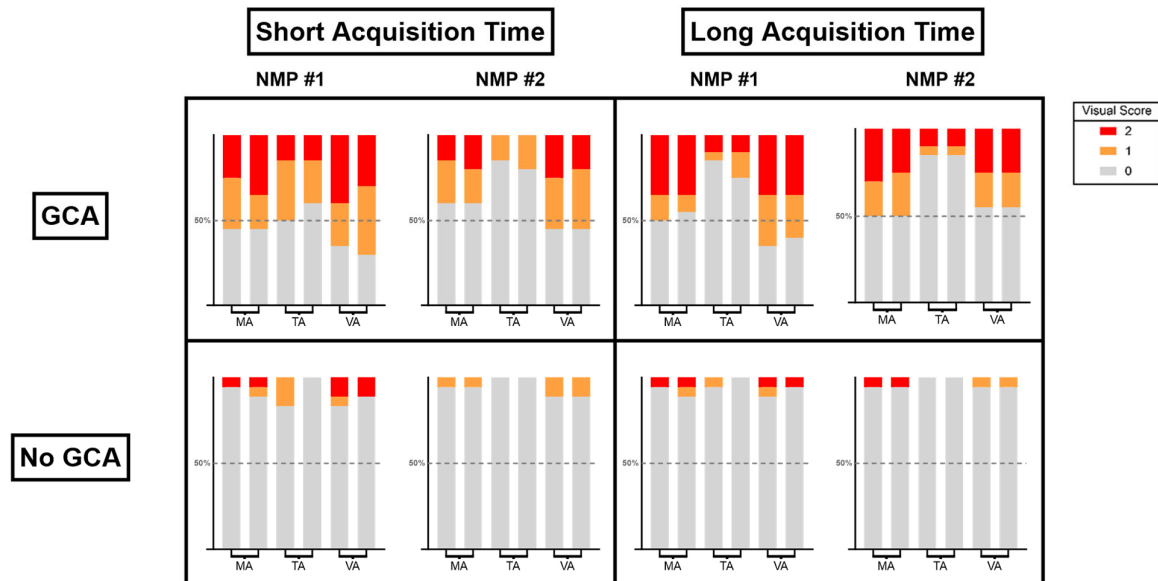 Short Acquisition Time Long Acquisition Time
NMP #1 NMP #2 NMP #1 NMP #2
Visual Score
2
1
0
GCA
50% 50% 50% 50%
MA TA VA MA TA VA MA TA VA MA TA VA
No GCA
50% 50% 50% 50%
MA TA VA MA TA VA MA TA VA MA TA VA